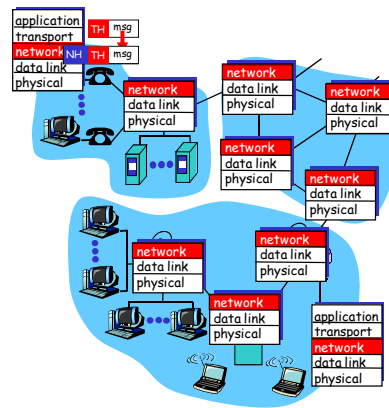 application
transport
network
data link
physical
TH msg
NH TH msg
network
data link
physical
network
data link
physical
network
data link
physical
network
data link
physical
network
data link
physical
network
data link
physical
network
data link
physical
network
data link
physical
application
transport
network
data link
physical